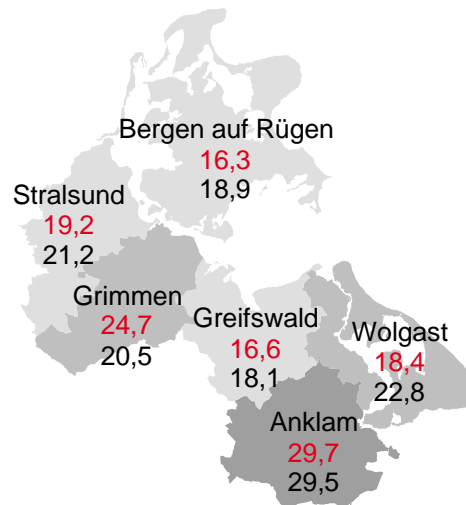 Bergen auf Rügen
16,3
18,9
Stralsund
19,2
21,2
Grimmen
24,7
20,5
Greifswald
16,6
18,1
Wolgast
18,4
22,8
Anklam
29,7
29,5